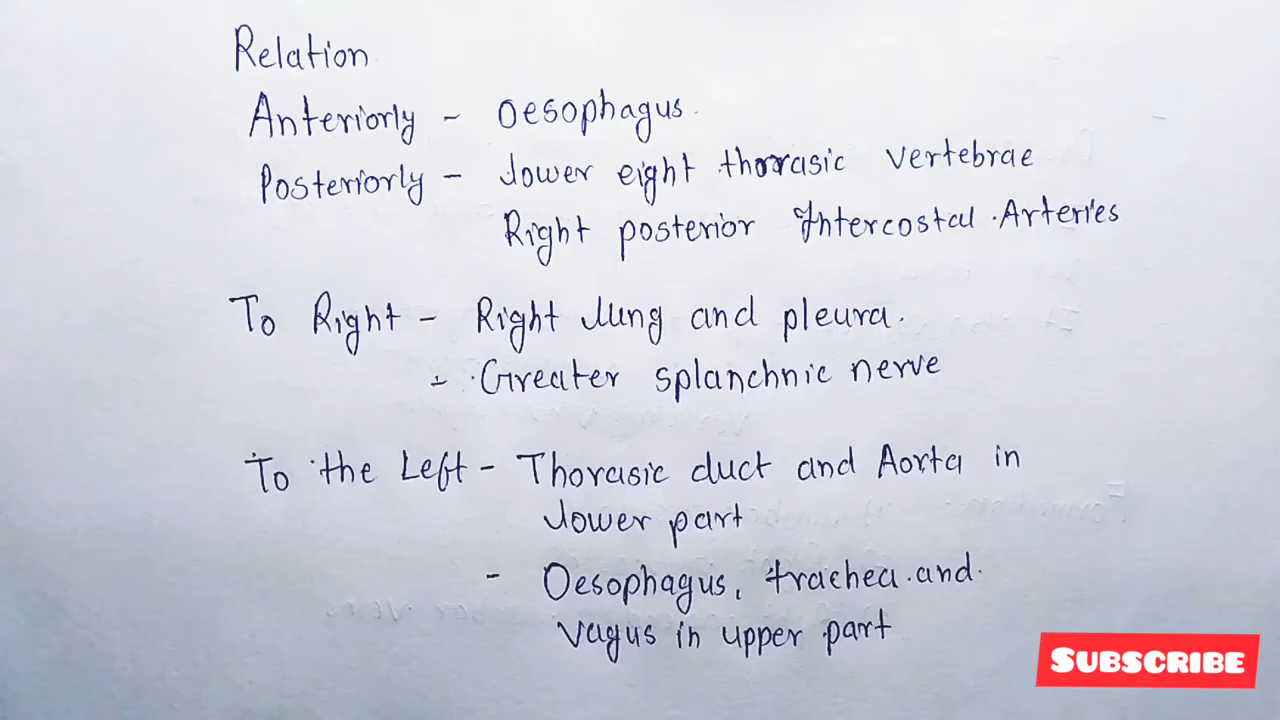 Relation
Anteriorly - Oesophagus.
Posteriorly - lower eight thorasic vertebrae
Right posterior Intercostal Arteries
To Right - Right lung and pleura.
- Greater splanchnic nerve
To the Left - Thorasic duct and Aorta in
lower part
- Oesophagus, trachea and
vagus in upper part
SUBSCRIBE